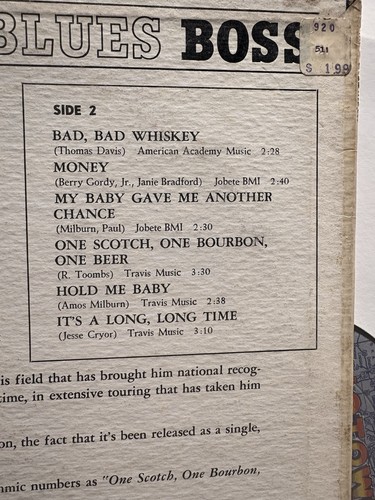 BLUES BOSS
920
511
$ 199
SIDE 2
BAD, BAD WHISKEY
(Thomas Davis) American Academy Music 2:28
MONEY
(Berry Gordy, Jr., Janie Bradford) Jobete BMI 2:40
MY BABY GAVE ME ANOTHER
CHANCE
(Milburn, Paul) Jobete BMI 2:30
ONE SCOTCH, ONE BOURBON,
ONE BEER
(R. Toombs) Travis Music 3:30
HOLD ME BABY
(Amos Milburn) Travis Music 2:38
IT'S A LONG, LONG TIME
(Jesse Cryor) Travis Music 3:10
is field that has brought him national recog-
time, in extensive touring that has taken him
on, the fact that it's been released as a single,
mic numbers as "One Scotch, One Bourbon,